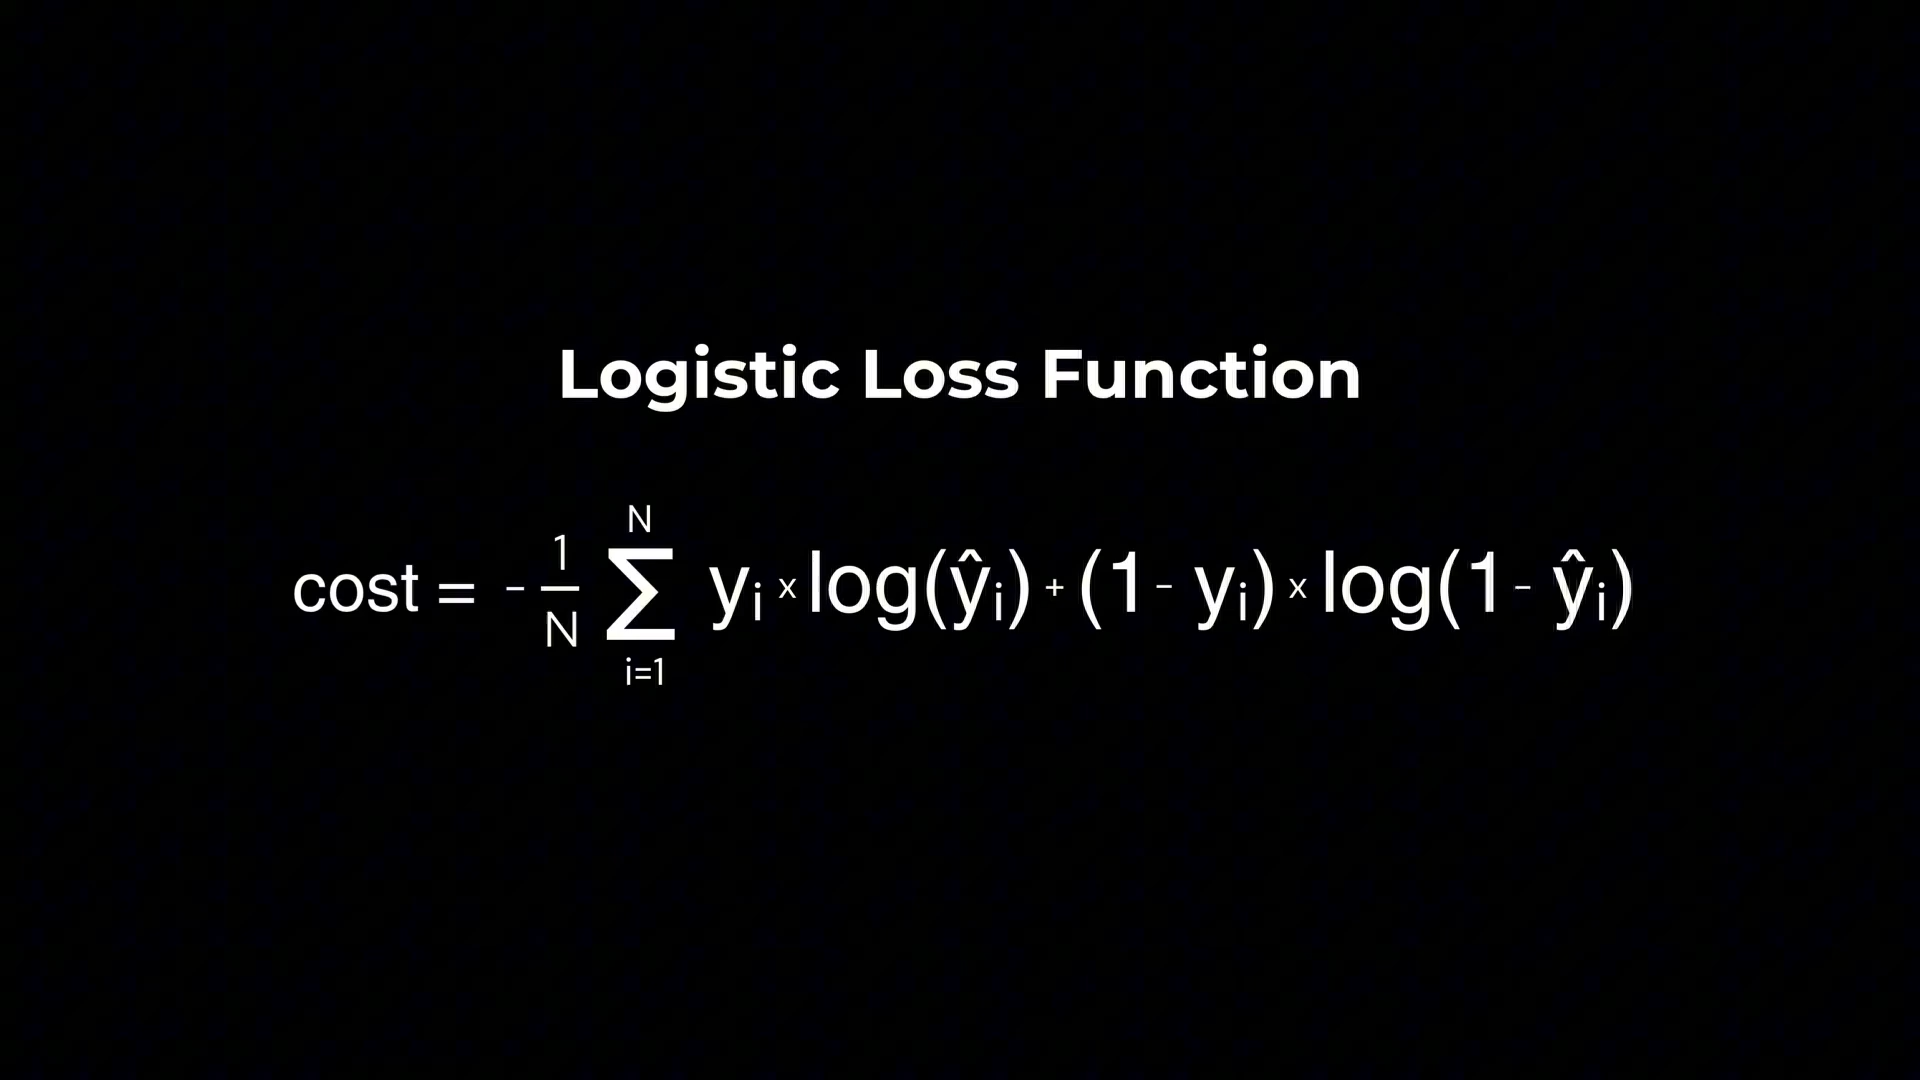 Logistic Loss Function
cost = - 1/N N∑i=1 yᵢ x log(ŷᵢ) + (1 - yᵢ) x log(1 - ŷᵢ)